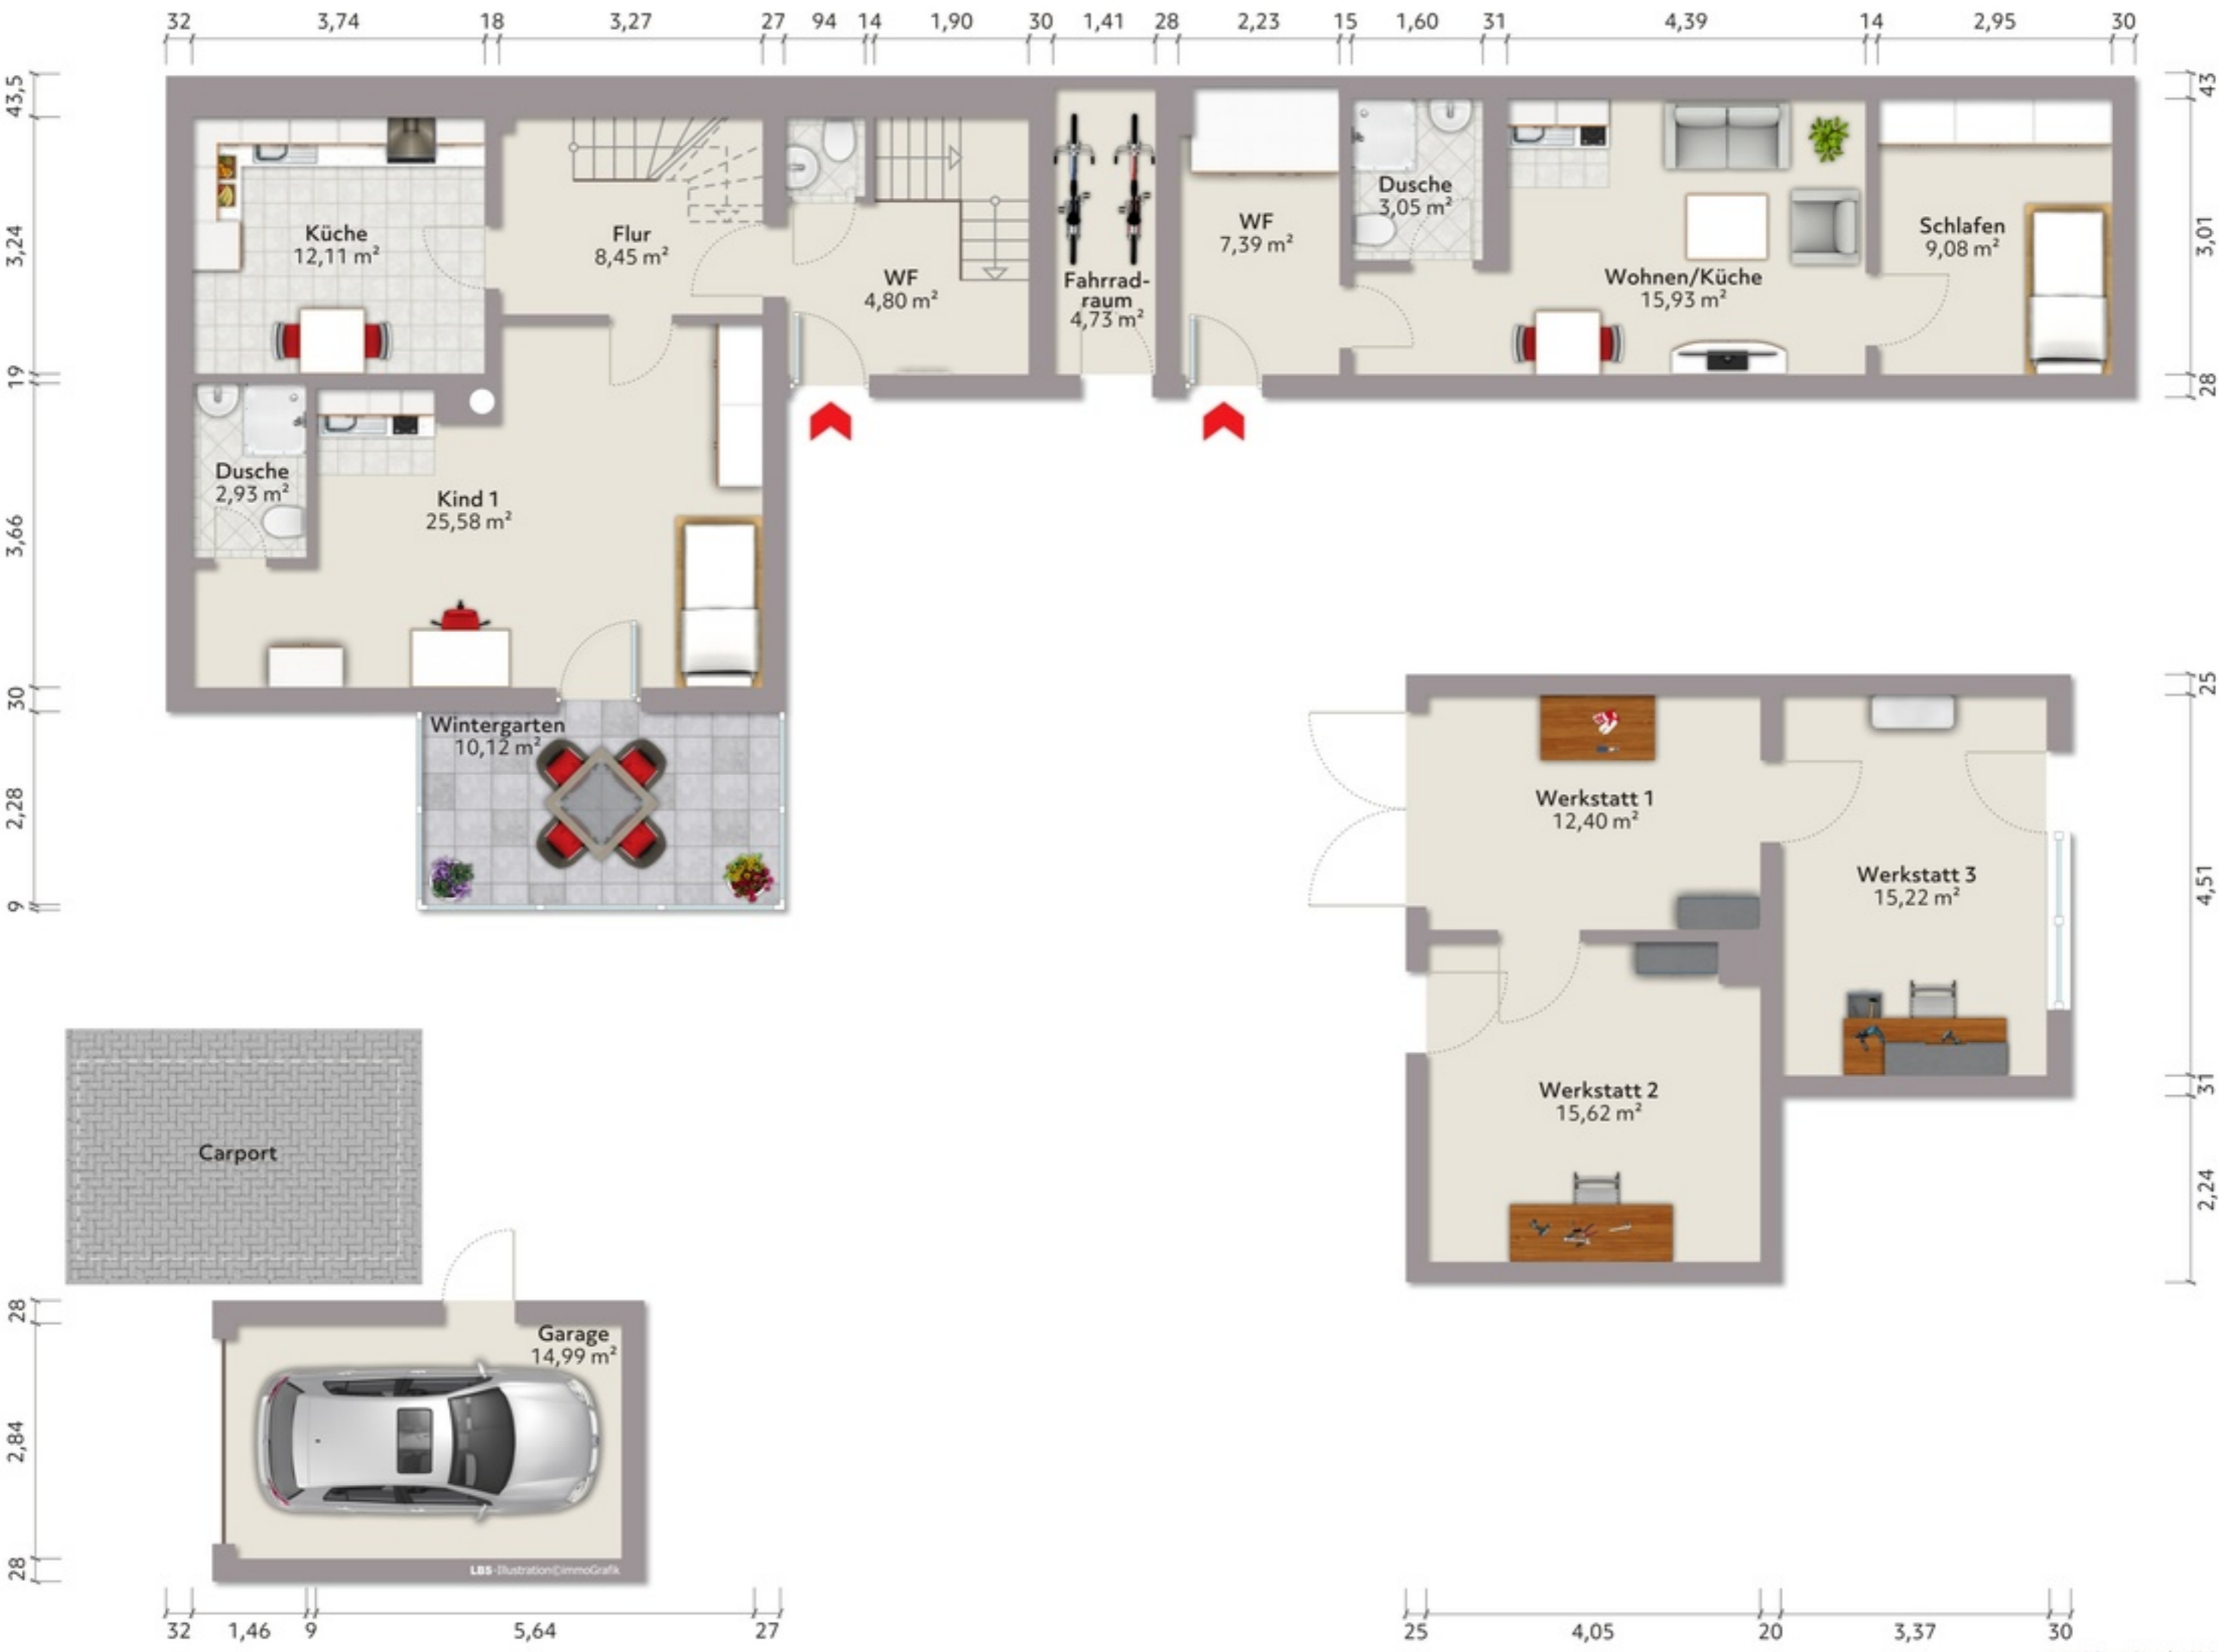 32 3,74 18 3,27 27 94 14 1,90 30 1,41 28 2,23 15 1,60 31 4,39 14 2,95 30
43,5
3,24
19
3,66
30
2,28
9
43
3,01
28
Küche
12,11 m²
Flur
8,45 m²
WF
4,80 m²
Fahrrad-
raum
4,73 m²
WF
7,39 m²
Dusche
3,05 m²
Wohnen/Küche
15,93 m²
Schlafen
9,08 m²
Dusche
2,93 m²
Kind 1
25,58 m²
Wintergarten
10,12 m²
Werkstatt 1
12,40 m²
Werkstatt 3
15,22 m²
Werkstatt 2
15,62 m²
25
4,51
31
2,24
Carport
Garage
14,99 m²
28
2,84
28
LBS-Illustration©immoGrafik
32 1,46 9 5,64 27
25 4,05 20 3,37 30